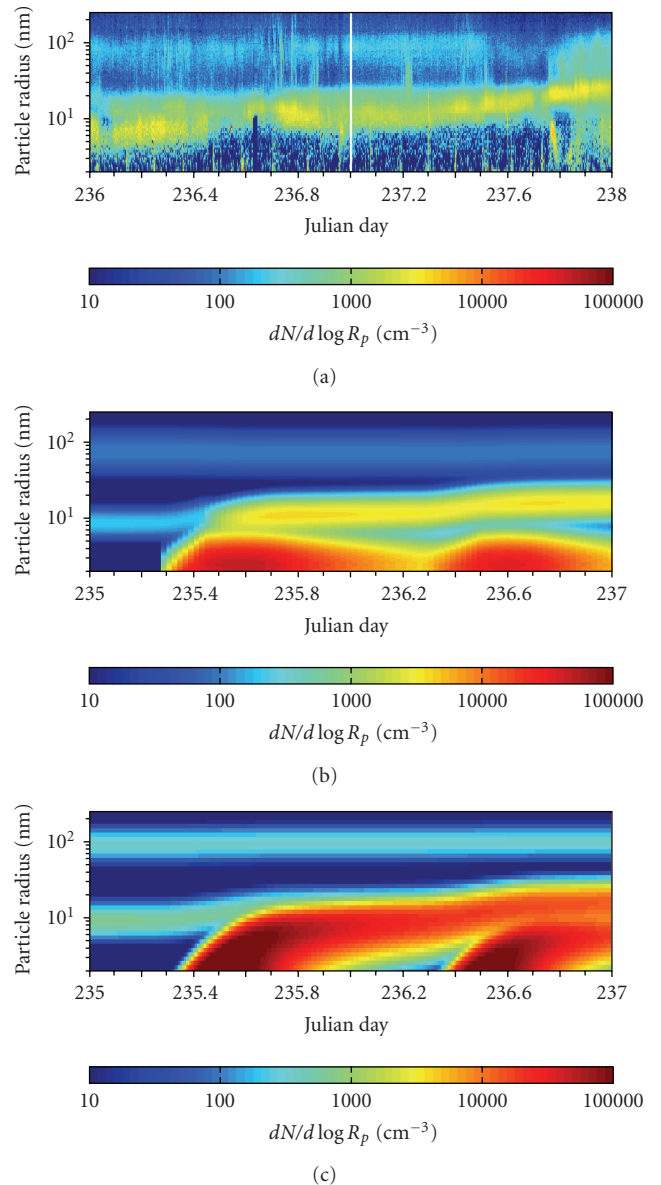 Particle radius (nm)
10²
10¹
236 236.4 236.8 237.2 237.6 238
Julian day
10 100 1000 10000 100000
dN/d log Rₚ (cm⁻³)
(a)
Particle radius (nm)
10²
10¹
235 235.4 235.8 236.2 236.6 237
Julian day
10 100 1000 10000 100000
dN/d log Rₚ (cm⁻³)
(b)
Particle radius (nm)
10²
10¹
235 235.4 235.8 236.2 236.6 237
Julian day
10 100 1000 10000 100000
dN/d log Rₚ (cm⁻³)
(c)